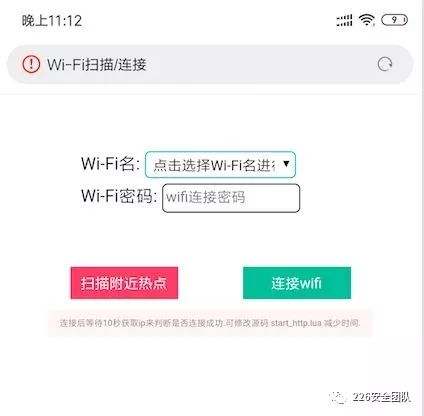 晚上11:12
9
Wi-Fi扫描/连接
Wi-Fi名: 点击选择Wi-Fi名进行
Wi-Fi密码: wifi连接密码
扫描附近热点
连接wifi
连接后等待10秒获取ip来判断是否连接成功.可修改源码 start_http.lua 减少时间.
226安全团队